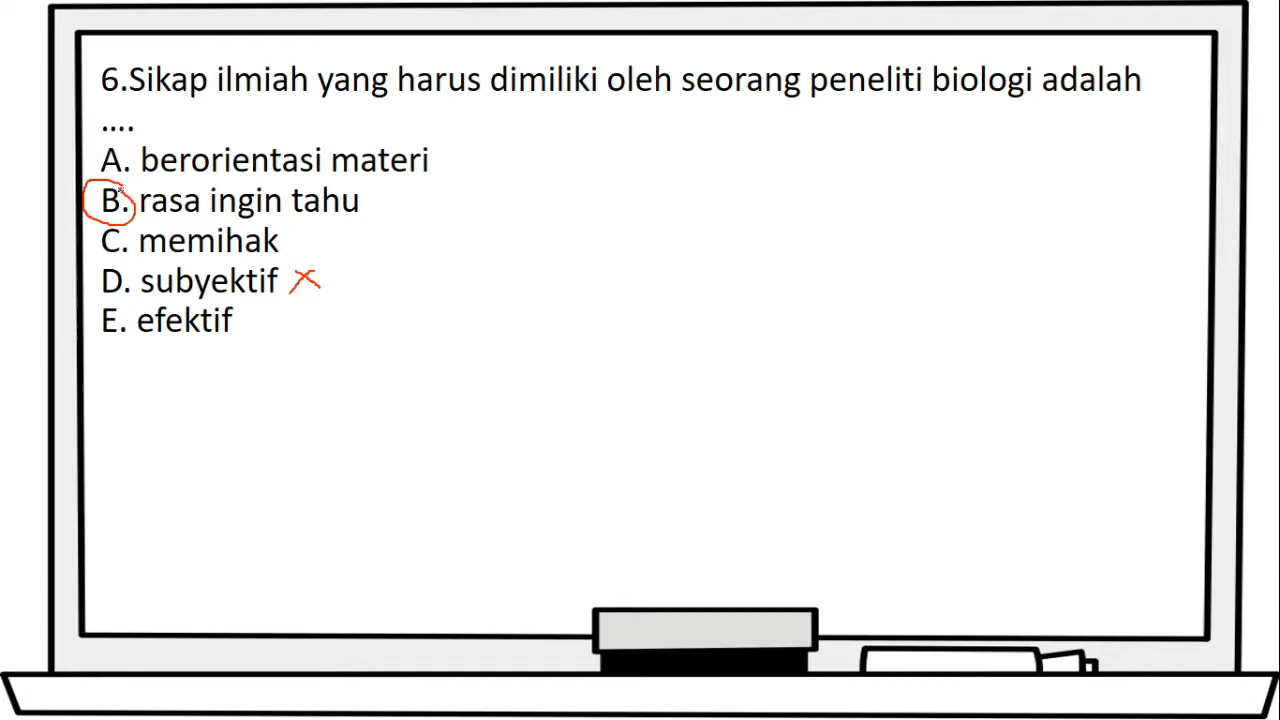 6.Sikap ilmiah yang harus dimiliki oleh seorang peneliti biologi adalah
....
A. berorientasi materi
B. rasa ingin tahu
C. memihak
D. subyektif
E. efektif